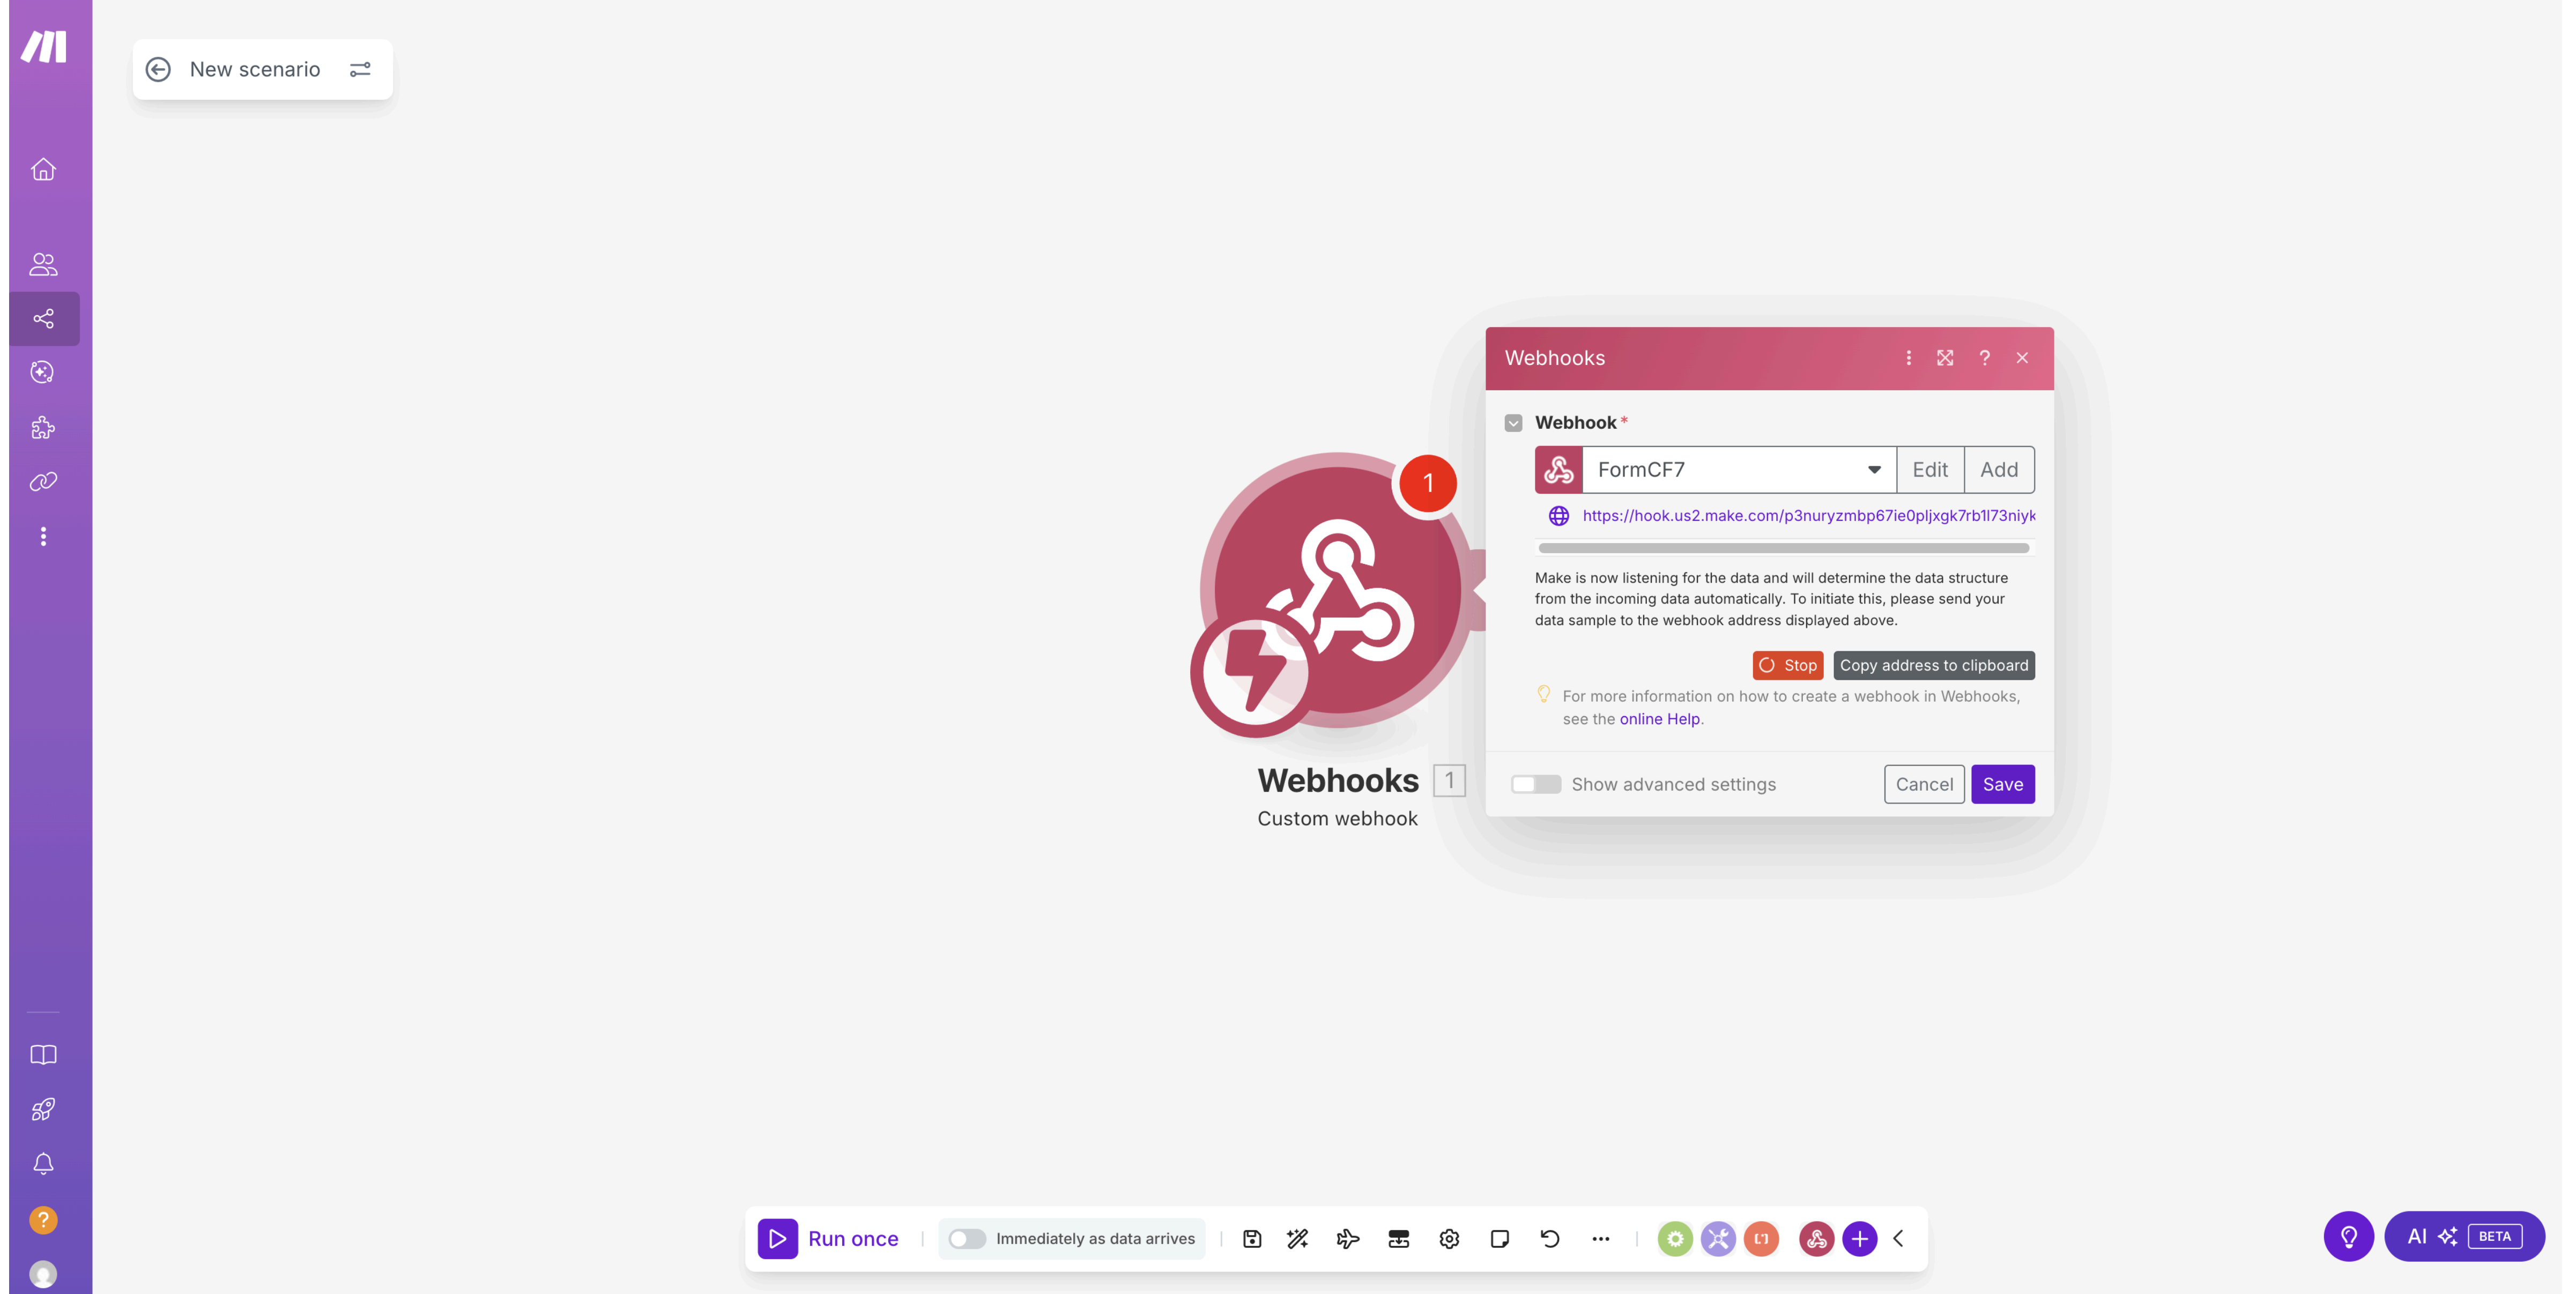 New scenario
Webhooks
Webhook *
FormCF7
Edit
Add
https://hook.us2.make.com/p3nuryzmbp67ie0pljxgk7rb1l73niyk
Make is now listening for the data and will determine the data structure
from the incoming data automatically. To initiate this, please send your
data sample to the webhook address displayed above.
Stop
Copy address to clipboard
For more information on how to create a webhook in Webhooks,
see the online Help.
Show advanced settings
Cancel
Save
1
Webhooks 1
Custom webhook
?
Run once
Immediately as data arrives
AI BETA